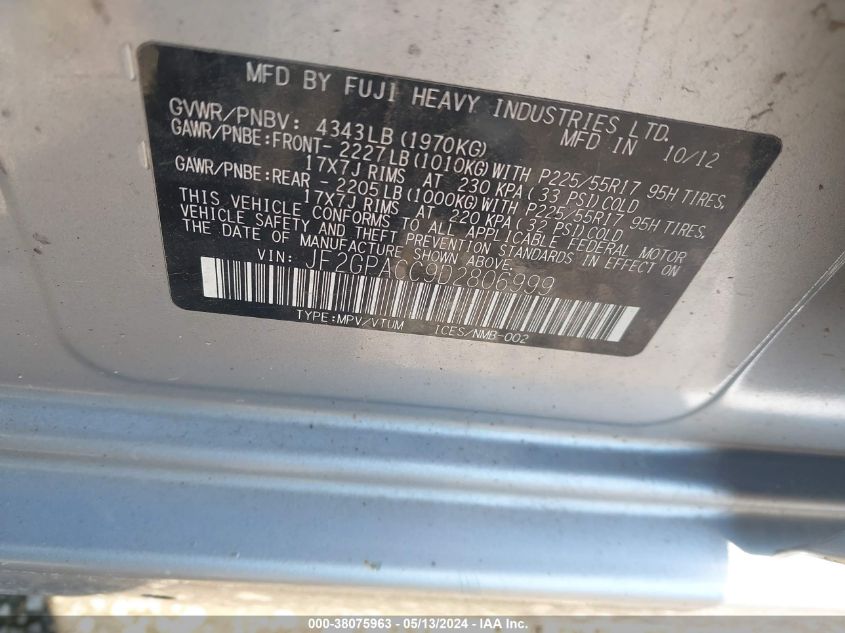 MFD BY FUJI HEAVY INDUSTRIES LTD.
GVWR/PNBV: 4343LB (1970KG) MFD IN 10/12
GAWR/PNBE:FRONT- 2227LB (1010KG) WITH P225/55R17 95H TIRES,
17X7J RIMS AT 230 KPA ( 33 PSI) COLD
GAWR/PNBE:REAR - 2205LB (1000KG) WITH P225/55R17 95H TIRES,
17X7J RIMS AT 220 KPA ( 32 PSI) COLD
THIS VEHICLE CONFORMS TO ALL APPLICABLE FEDERAL MOTOR
VEHICLE SAFETY AND THEFT PREVENTION STANDARDS IN EFFECT ON
THE DATE OF MANUFACTURE SHOWN ABOVE.
VIN: JF2GPACC9D2806999
TYPE:MPV/VTUM ICES/NMB-002
000-38075963 - 05/13/2024 - IAA Inc.